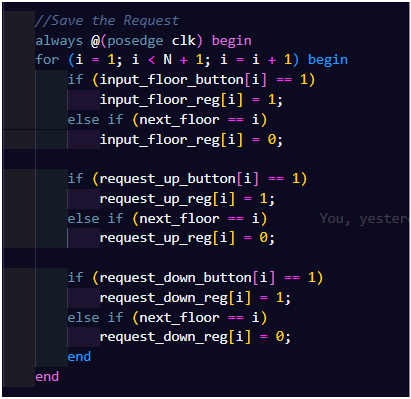 //Save the Request
always @(posedge clk) begin
for (i = 1; i < N + 1; i = i + 1) begin
    if (input_floor_button[i] == 1)
        input_floor_reg[i] = 1;
    else if (next_floor == i)
        input_floor_reg[i] = 0;

    if (request_up_button[i] == 1)
        request_up_reg[i] = 1;
    else if (next_floor == i)    You, yester
        request_up_reg[i] = 0;

    if (request_down_button[i] == 1)
        request_down_reg[i] = 1;
    else if (next_floor == i)
        request_down_reg[i] = 0;
    end
end